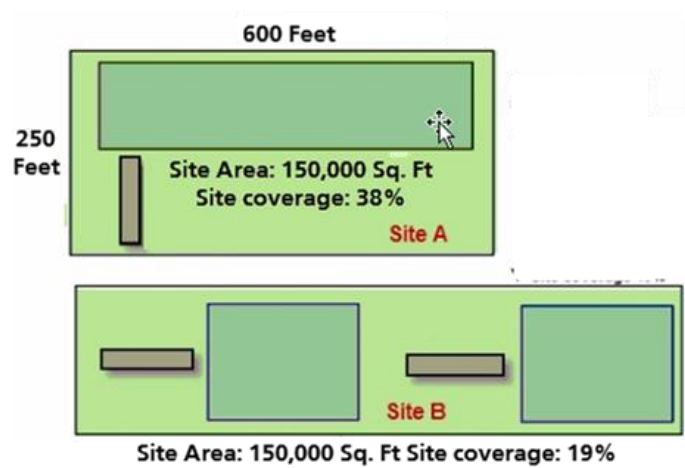 600 Feet
250
Feet
Site Area: 150,000 Sq. Ft
Site coverage: 38%
Site A
Site B
Site Area: 150,000 Sq. Ft Site coverage: 19%